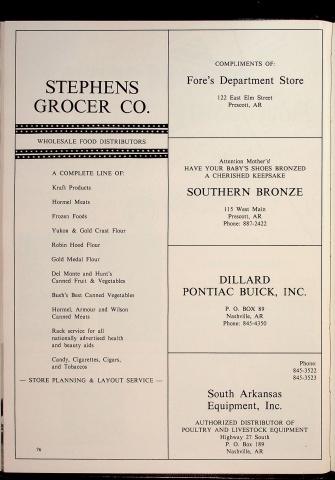 STEPHENS
GROCER CO.
WHOLESALE FOOD DISTRIBUTORS
A COMPLETE LINE OF:
Kraft Products
Hormel Meats
Frozen Foods
Yukon & Gold Crust Flour
Robin Hood Flour
Gold Medal Flour
Del Monte and Hunt's
Canned Fruit & Vegetables
Bush's Best Canned Vegetables
Hormel, Armour and Wilson
Canned Meats
Rack service for all
nationally advertised health
and beauty aids
Candy, Cigarettes, Cigars,
and Tobaccos
— STORE PLANNING & LAYOUT SERVICE —
76
COMPLIMENTS OF:
Fore's Department Store
122 East Elm Street
Prescott, AR
Attention Mother's!
HAVE YOUR BABY'S SHOES BRONZED
A CHERISHED KEEPSAKE
SOUTHERN BRONZE
115 West Main
Prescott, AR
Phone: 887-2422
DILLARD
PONTIAC BUICK, INC.
P. O. BOX 89
Nashville, AR
Phone: 845-4350
Phone:
845-3522
845-3523
South Arkansas
Equipment, Inc.
AUTHORIZED DISTRIBUTOR OF
POULTRY AND LIVESTOCK EQUIPMENT
Highway 27 South
P. O. Box 189
Nashville, AR